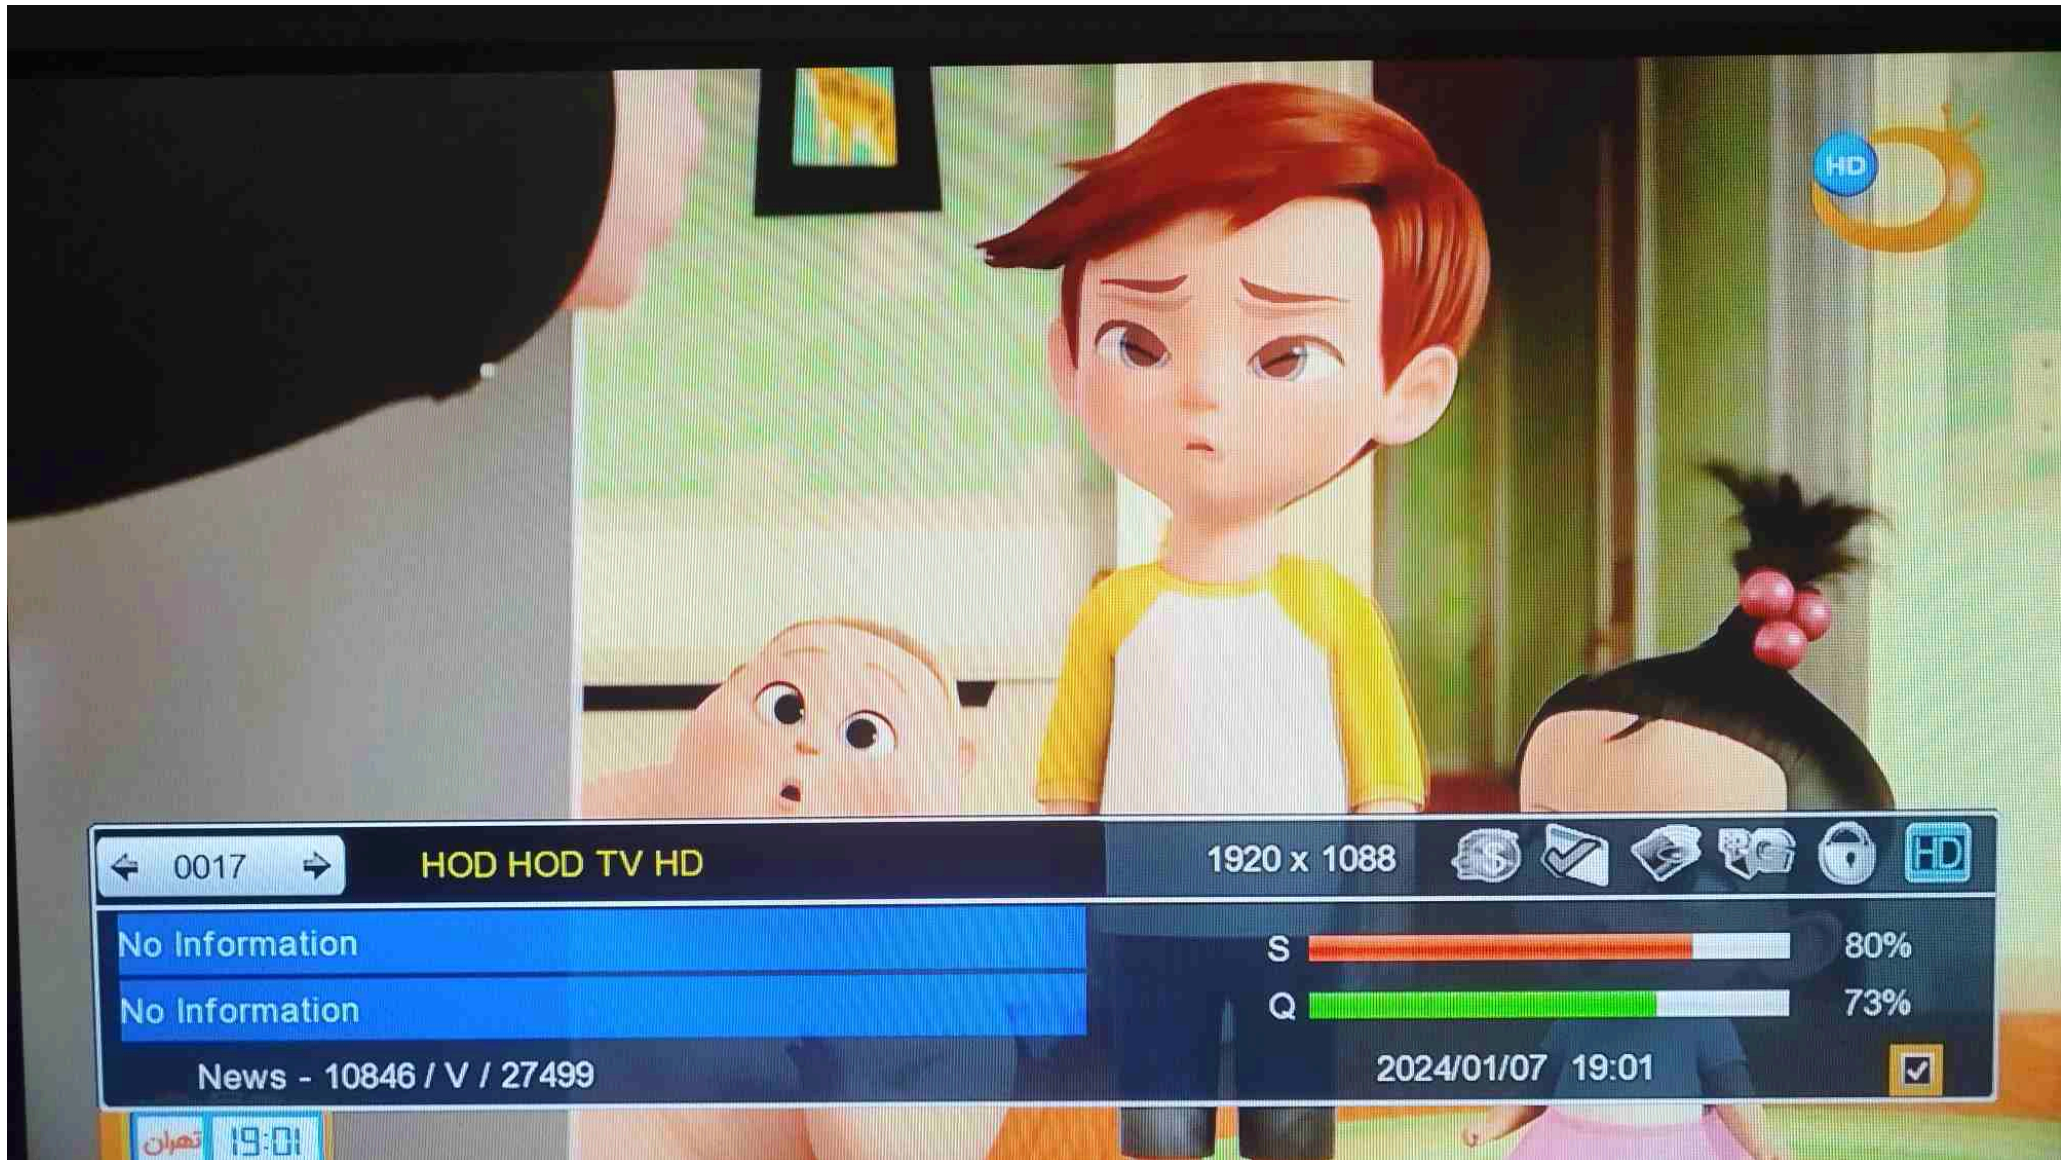 HD
0017
HOD HOD TV HD
1920 x 1088
HD
No Information
No Information
S 80%
Q 73%
News - 10846 / V / 27499
2024/01/07 19:01
تهران 19:01